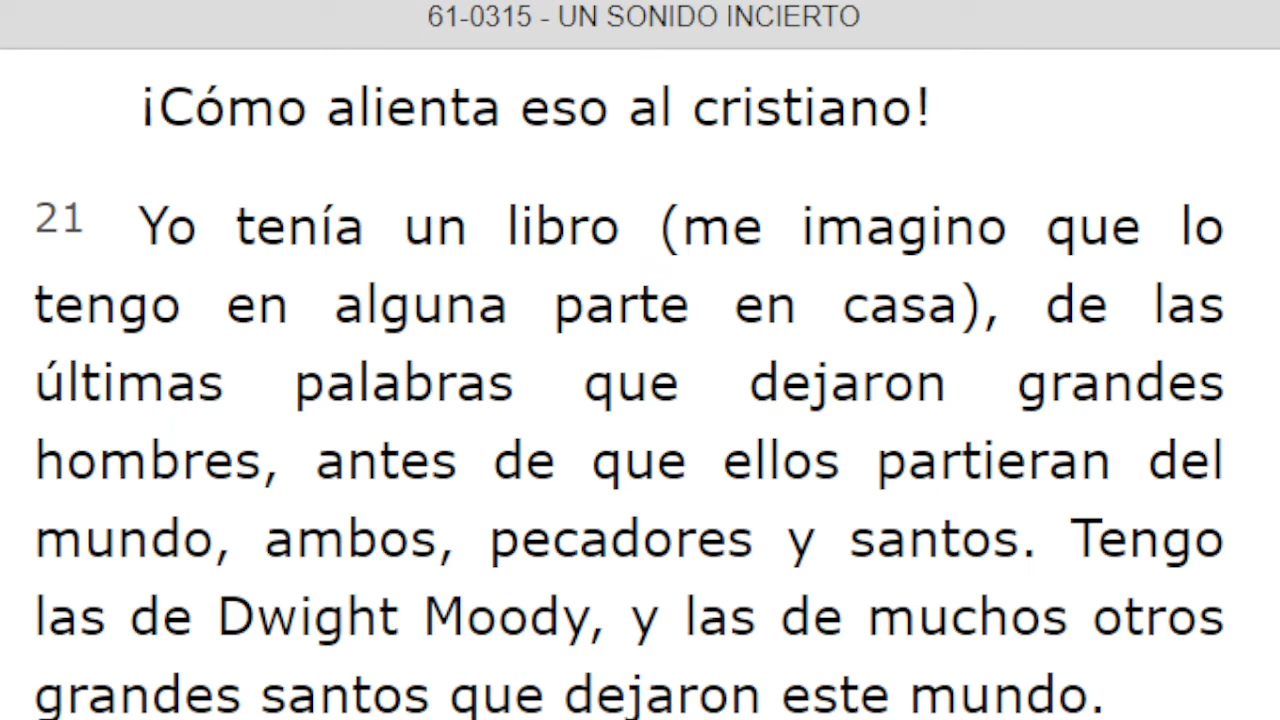 61-0315 - UN SONIDO INCIERTO
¡Cómo alienta eso al cristiano!
21 Yo tenía un libro (me imagino que lo
tengo en alguna parte en casa), de las
últimas palabras que dejaron grandes
hombres, antes de que ellos partieran del
mundo, ambos, pecadores y santos. Tengo
las de Dwight Moody, y las de muchos otros
grandes santos que dejaron este mundo.